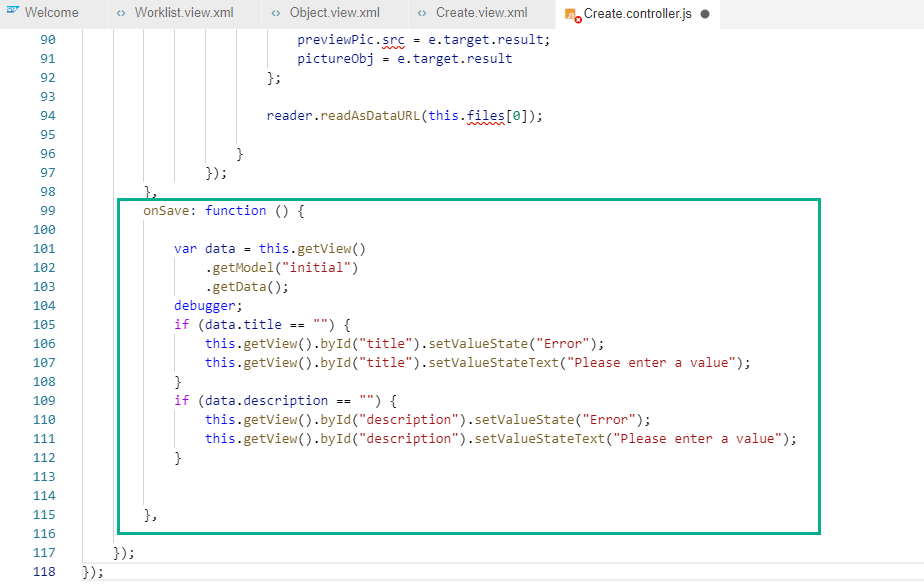 Welcome Worklist.view.xml Object.view.xml Create.view.xml Create.controller.js
90 previewPic.src = e.target.result;
91 pictureObj = e.target.result
92 };
93
94 reader.readAsDataURL(this.files[0]);
95
96 }
97 });
98 },
99 onSave: function () {
100
101 var data = this.getView()
102 .getModel("initial")
103 .getData();
104 debugger;
105 if (data.title == "") {
106 this.getView().byId("title").setValueState("Error");
107 this.getView().byId("title").setValueStateText("Please enter a value");
108 }
109 if (data.description == "") {
110 this.getView().byId("description").setValueState("Error");
111 this.getView().byId("description").setValueStateText("Please enter a value");
112 }
113
114
115 },
116
117 });
118 });